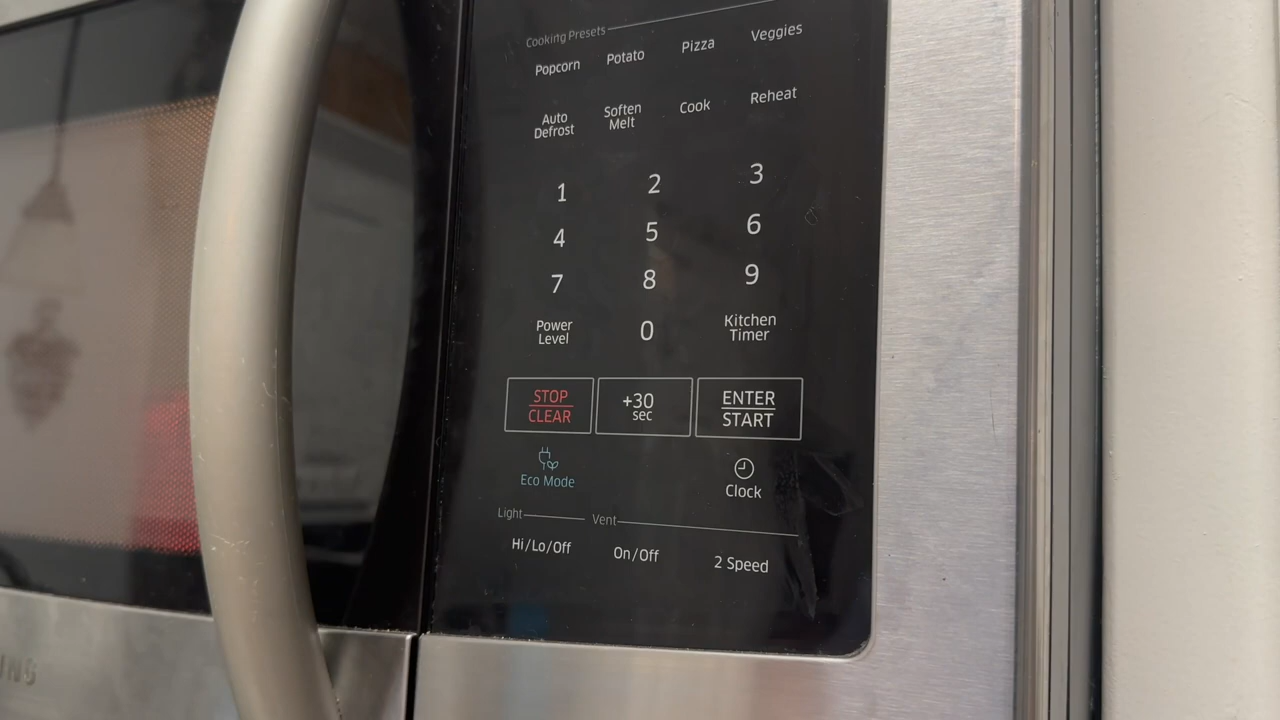 Cooking Presets
Popcorn Potato Pizza Veggies
Auto Defrost Soften Melt Cook Reheat
1 2 3
4 5 6
7 8 9
Power Level 0 Kitchen Timer
STOP CLEAR +30 sec ENTER START
Eco Mode Clock
Light Vent
Hi/Lo/Off On/Off 2 Speed